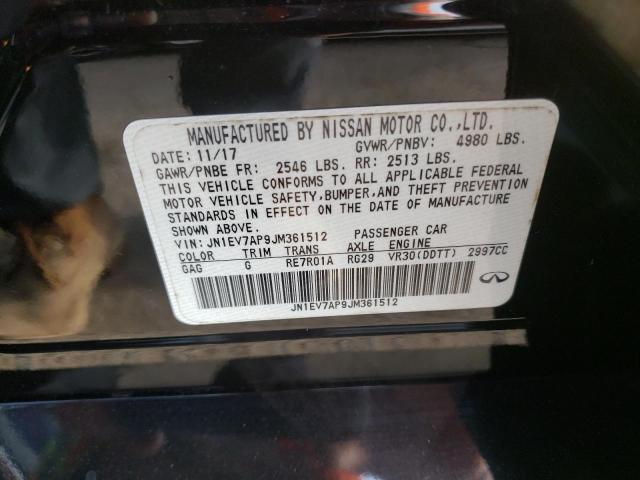 MANUFACTURED BY NISSAN MOTOR CO.,LTD.
DATE: 11/17 GVWR/PNBV: 4980 LBS.
GAWR/PNBE FR: 2546 LBS. RR: 2513 LBS.
THIS VEHICLE CONFORMS TO ALL APPLICABLE FEDERAL
MOTOR VEHICLE SAFETY, BUMPER, AND THEFT PREVENTION
STANDARDS IN EFFECT ON THE DATE OF MANUFACTURE
SHOWN ABOVE.
VIN: JN1EV7AP9JM361512 PASSENGER CAR
COLOR TRIM TRANS AXLE ENGINE
GAG G RE7R01A RG29 VR30(DDTT) 2997CC
JN1EV7AP9JM361512